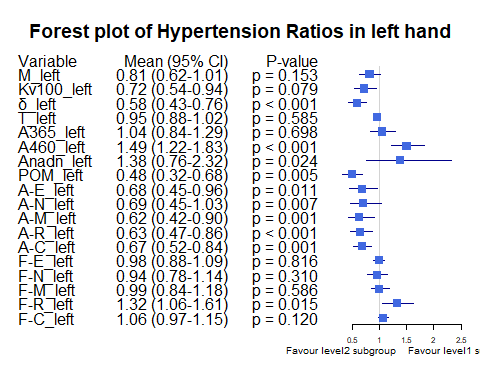 Forest plot of Hypertension Ratios in left hand
Variable Mean (95% CI) P-value
M_left 0.81 (0.62-1.01) p = 0.153
Kv100_left 0.72 (0.54-0.94) p = 0.079
δ_left 0.58 (0.43-0.76) p < 0.001
T_left 0.95 (0.88-1.02) p = 0.585
A365_left 1.04 (0.84-1.29) p = 0.698
A460_left 1.49 (1.22-1.83) p < 0.001
Anadn_left 1.38 (0.76-2.32) p = 0.024
POM_left 0.48 (0.32-0.68) p = 0.005
A-E_left 0.68 (0.45-0.96) p = 0.011
A-N_left 0.69 (0.45-1.03) p = 0.007
A-M_left 0.62 (0.42-0.90) p = 0.001
A-R_left 0.63 (0.47-0.86) p < 0.001
A-C_left 0.67 (0.52-0.84) p = 0.001
F-E_left 0.98 (0.88-1.09) p = 0.816
F-N_left 0.94 (0.78-1.14) p = 0.310
F-M_left 0.99 (0.84-1.18) p = 0.586
F-R_left 1.32 (1.06-1.61) p = 0.015
F-C_left 1.06 (0.97-1.15) p = 0.120
0.5 1 1.5 2 2.5
Favour level2 subgroup Favour level1 s